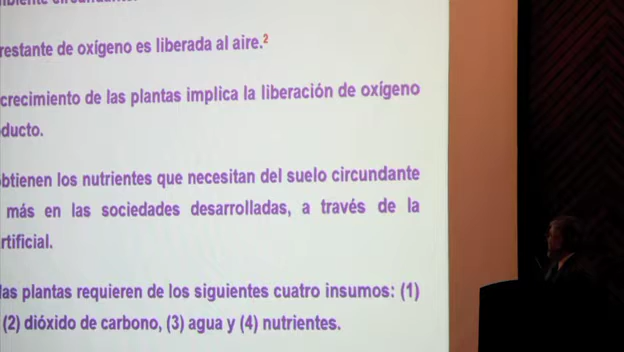 restante de oxígeno es liberada al aire.²
crecimiento de las plantas implica la liberación de oxígeno
ducto.
btienen los nutrientes que necesitan del suelo circundante
más en las sociedades desarrolladas, a través de la
rtificial.
las plantas requieren de los siguientes cuatro insumos: (1)
(2) dióxido de carbono, (3) agua y (4) nutrientes.